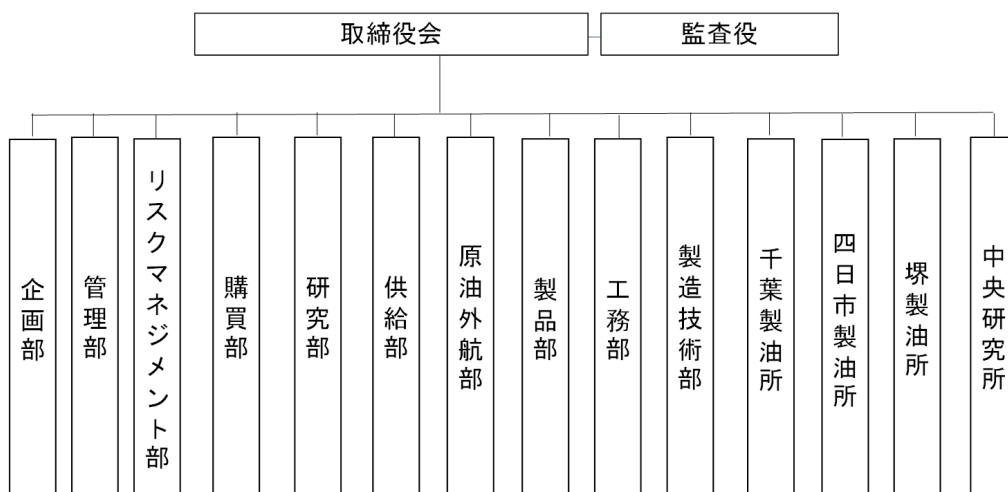 取締役会
監査役
企画部
管理部
リスクマネジメント部
購買部
研究部
供給部
原油外航部
製品部
工務部
製造技術部
千葉製油所
四日市製油所
堺製油所
中央研究所